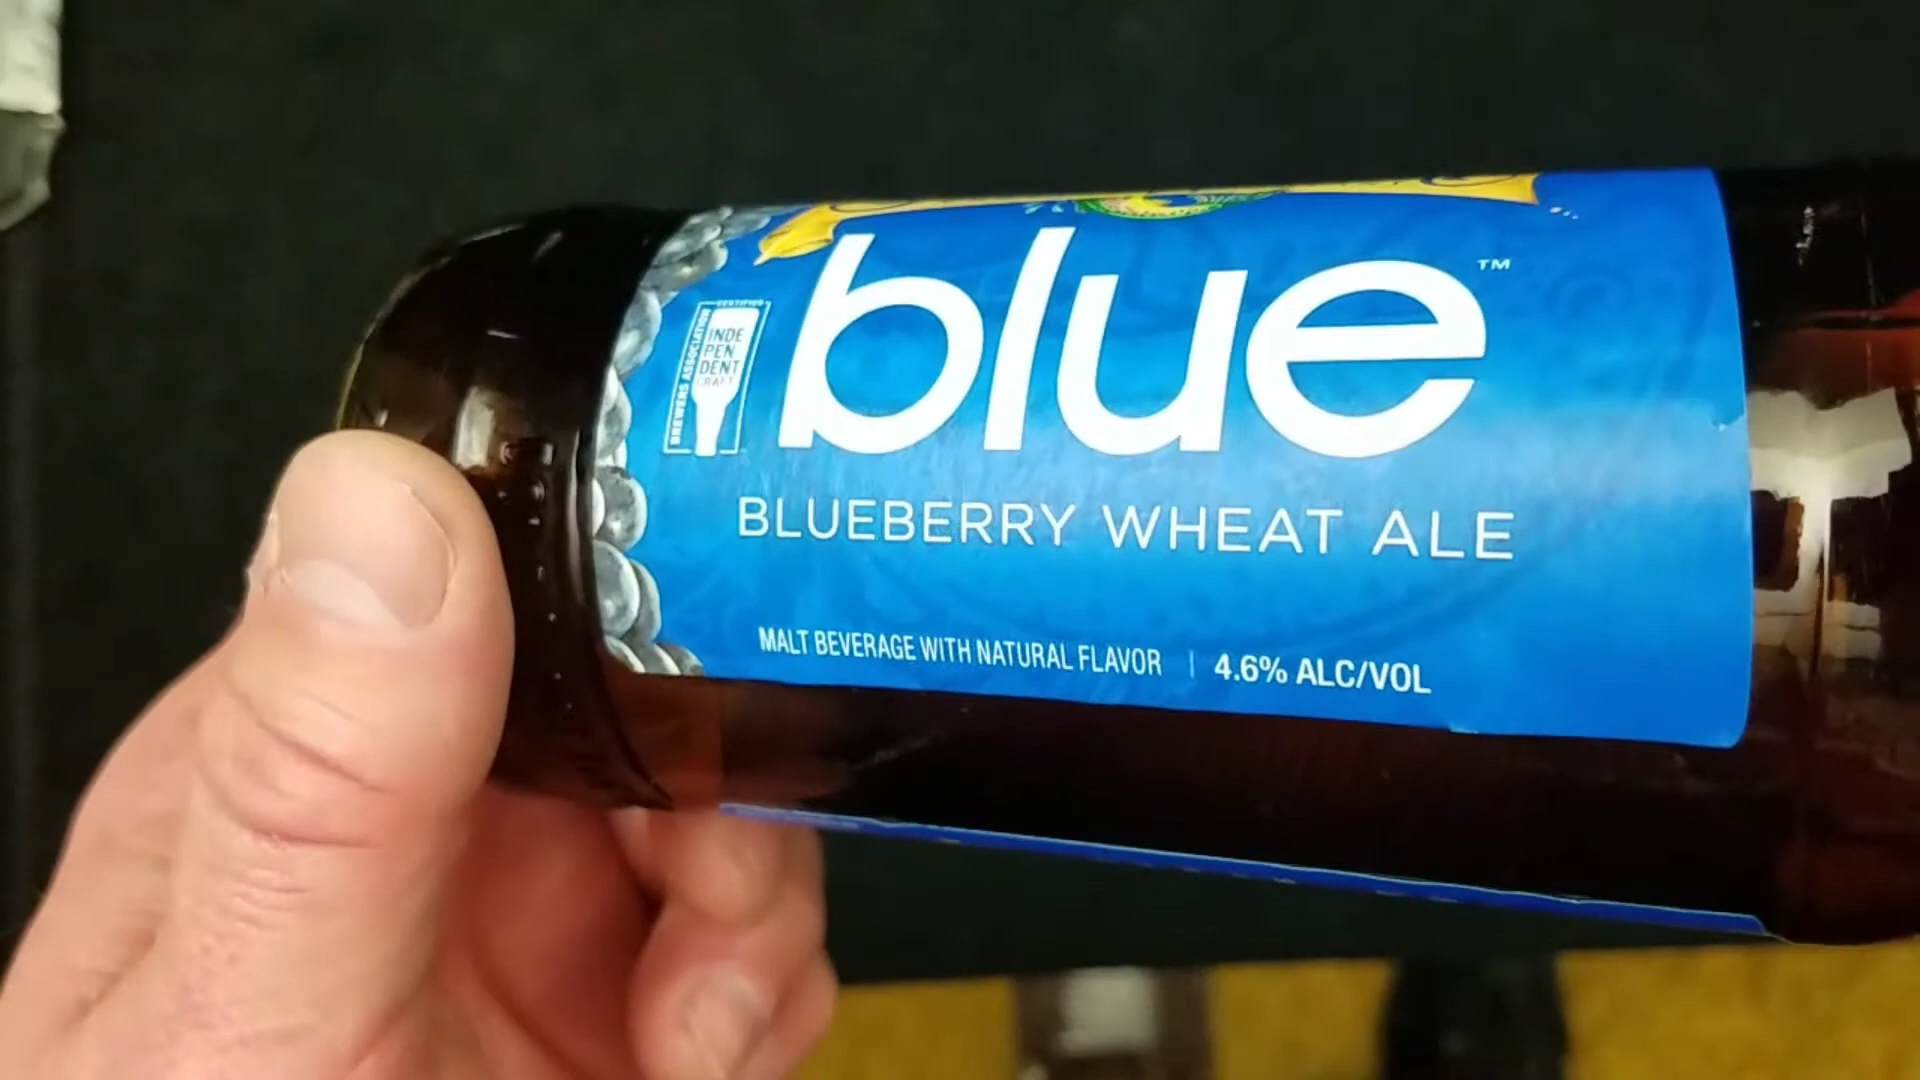 CERTIFIED
BREWERS ASSOCIATION
INDE
PEN
DENT
CRAFT
blue™
BLUEBERRY WHEAT ALE
MALT BEVERAGE WITH NATURAL FLAVOR | 4.6% ALC/VOL